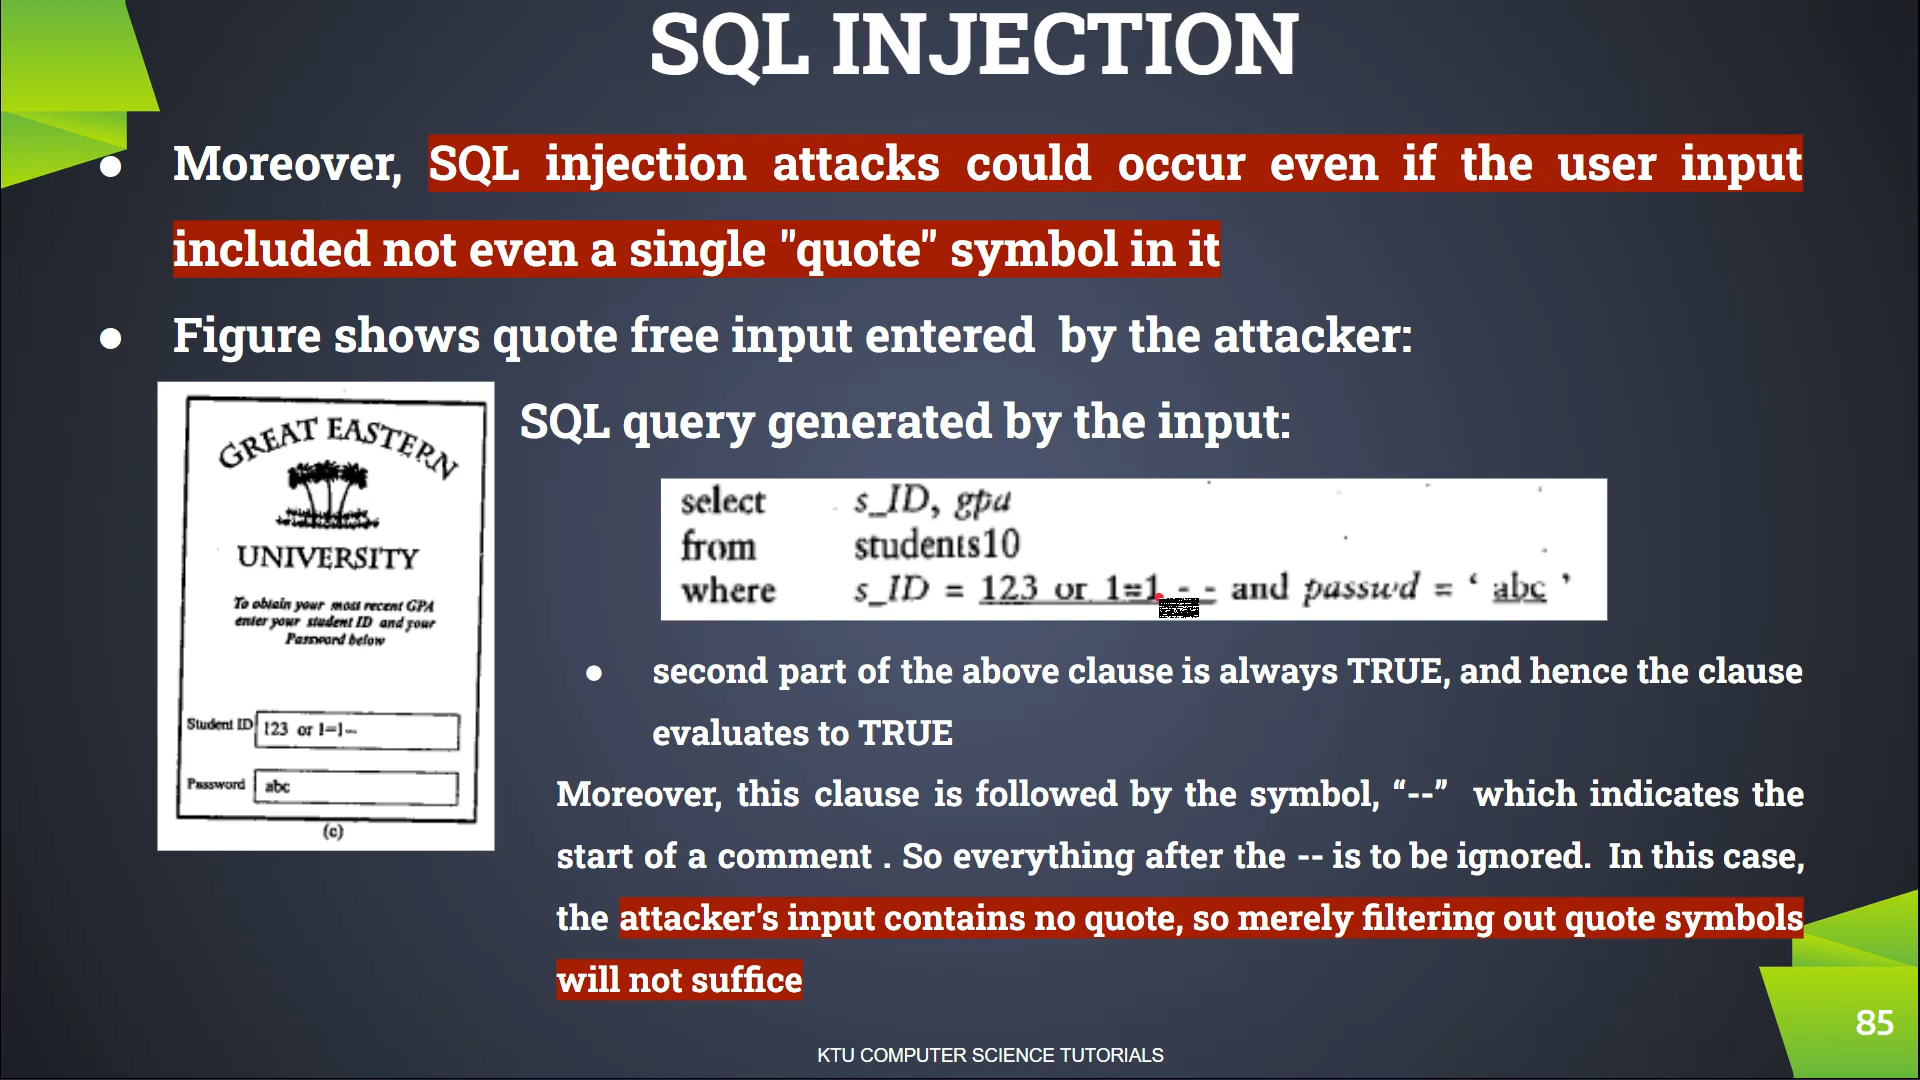 SQL INJECTION
● Moreover, SQL injection attacks could occur even if the user input
included not even a single "quote" symbol in it
● Figure shows quote free input entered by the attacker:
GREAT EASTERN
UNIVERSITY
To obtain your most recent GPA
enter your student ID and your
Password below
Student ID 123 or 1=1--
Password abc
(c)
SQL query generated by the input:
select s_ID, gpa
from students10
where s_ID = 123 or 1=1 - - and passwd = ‘ abc ’
● second part of the above clause is always TRUE, and hence the clause
evaluates to TRUE
Moreover, this clause is followed by the symbol, “--” which indicates the
start of a comment . So everything after the -- is to be ignored. In this case,
the attacker's input contains no quote, so merely filtering out quote symbols
will not suffice
85
KTU COMPUTER SCIENCE TUTORIALS